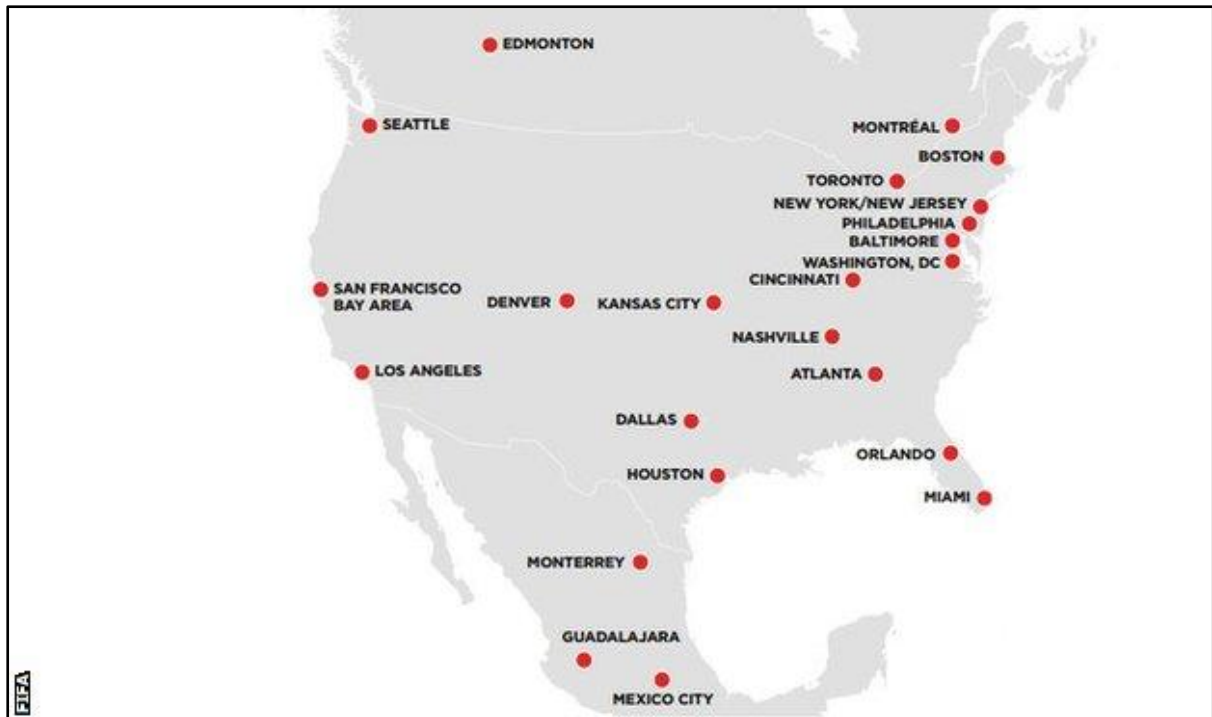 EDMONTON
SEATTLE
MONTRÉAL
BOSTON
TORONTO
NEW YORK/NEW JERSEY
PHILADELPHIA
BALTIMORE
WASHINGTON, DC
CINCINNATI
SAN FRANCISCO
BAY AREA
DENVER
KANSAS CITY
NASHVILLE
LOS ANGELES
ATLANTA
DALLAS
ORLANDO
HOUSTON
MIAMI
MONTERREY
GUADALAJARA
MEXICO CITY
FIFA